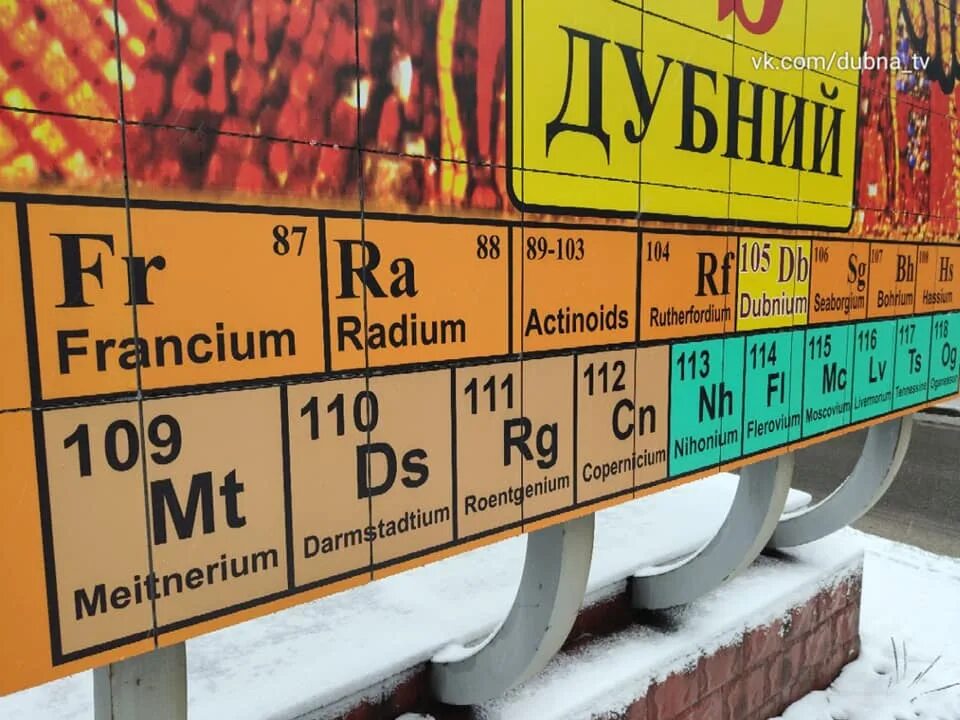 vk.com/dubna_tv
ДУБНИЙ
Fr 87
Francium
Ra 88
Radium
89-103
Actinoids
104 Rf
Rutherfordium
105 Db
Dubnium
106 Sg
Seaborgium
107 Bh
Bohrium
108 Hs
Hassium
109
Mt
Meitnerium
110
Ds
Darmstadtium
111
Rg
Roentgenium
112
Cn
Copernicium
113
Nh
Nihonium
114
Fl
Flerovium
115
Mc
Moscovium
116
Lv
Livermorium
117
Ts
Tennessine
118
Og
Oganesson